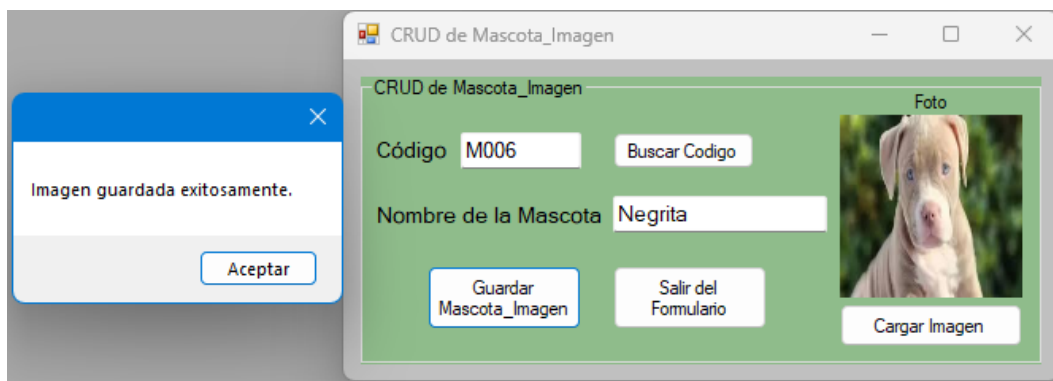 CRUD de Mascota_Imagen
CRUD de Mascota_Imagen
Foto
Código M006 Buscar Codigo
Imagen guardada exitosamente.
Nombre de la Mascota Negrita
Aceptar
Guardar
Mascota_Imagen
Salir del
Formulario
Cargar Imagen